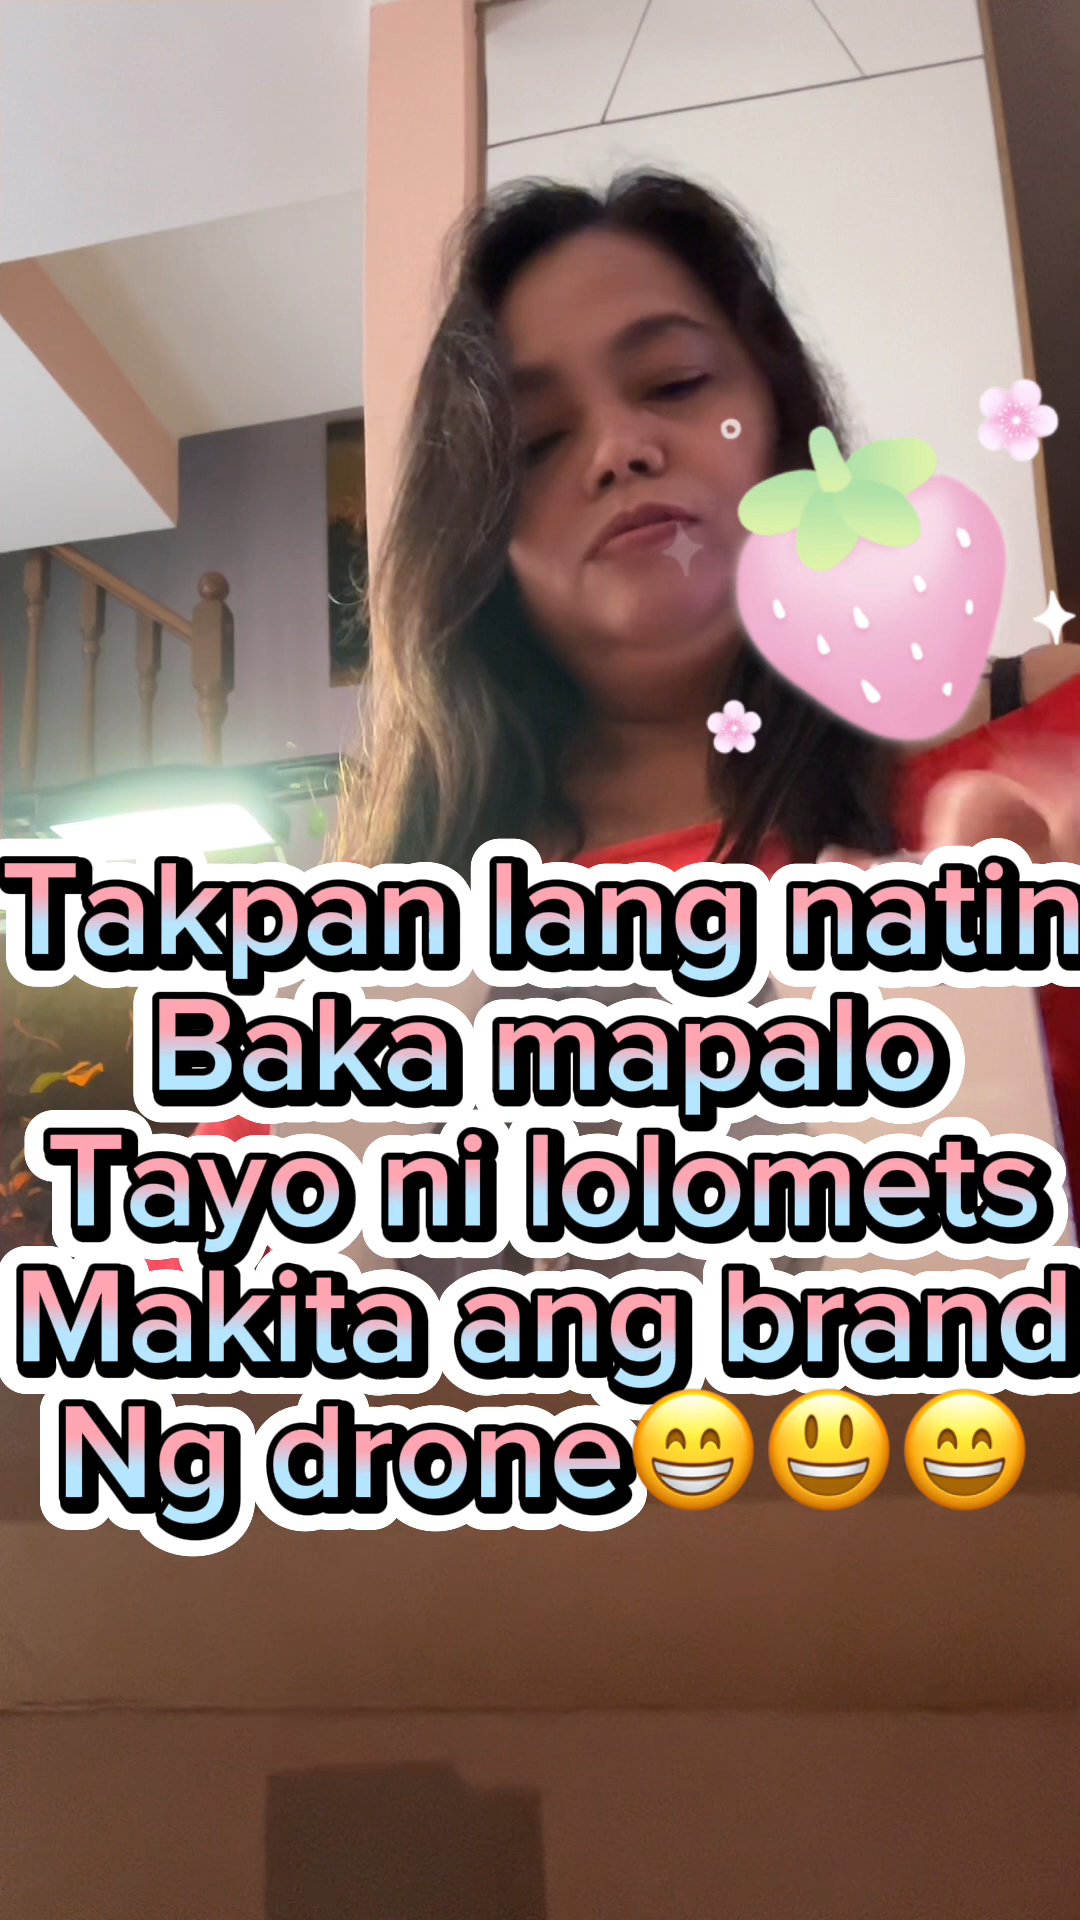 Takpan lang natin
Baka mapalo
Tayo ni lolomets
Makita ang brand
Ng drone😁😃😄